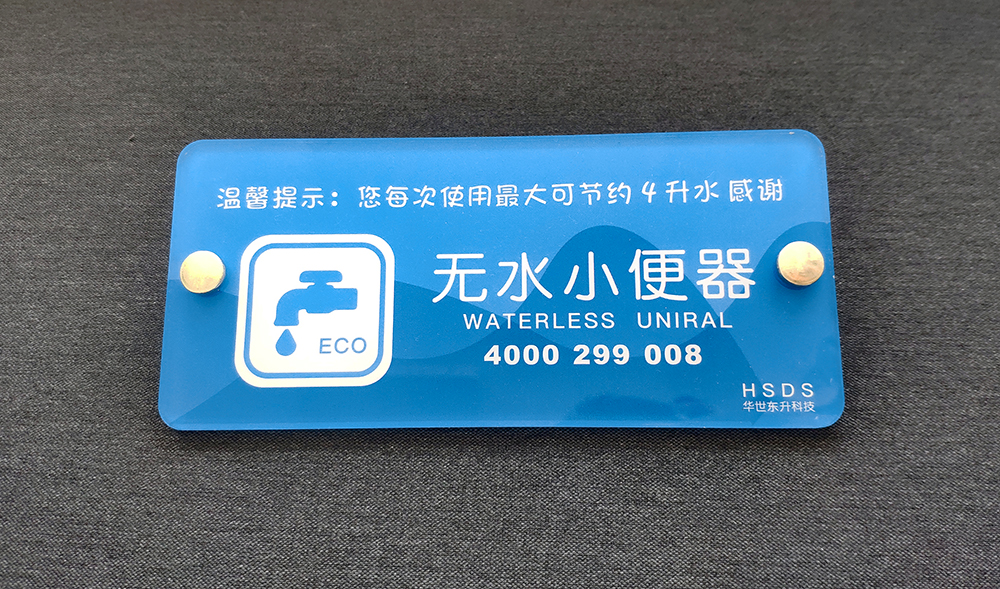 温馨提示：您每次使用最大可节约4升水 感谢
ECO
无水小便器
WATERLESS UNIRAL
4000 299 008
HSDS
华世东升科技